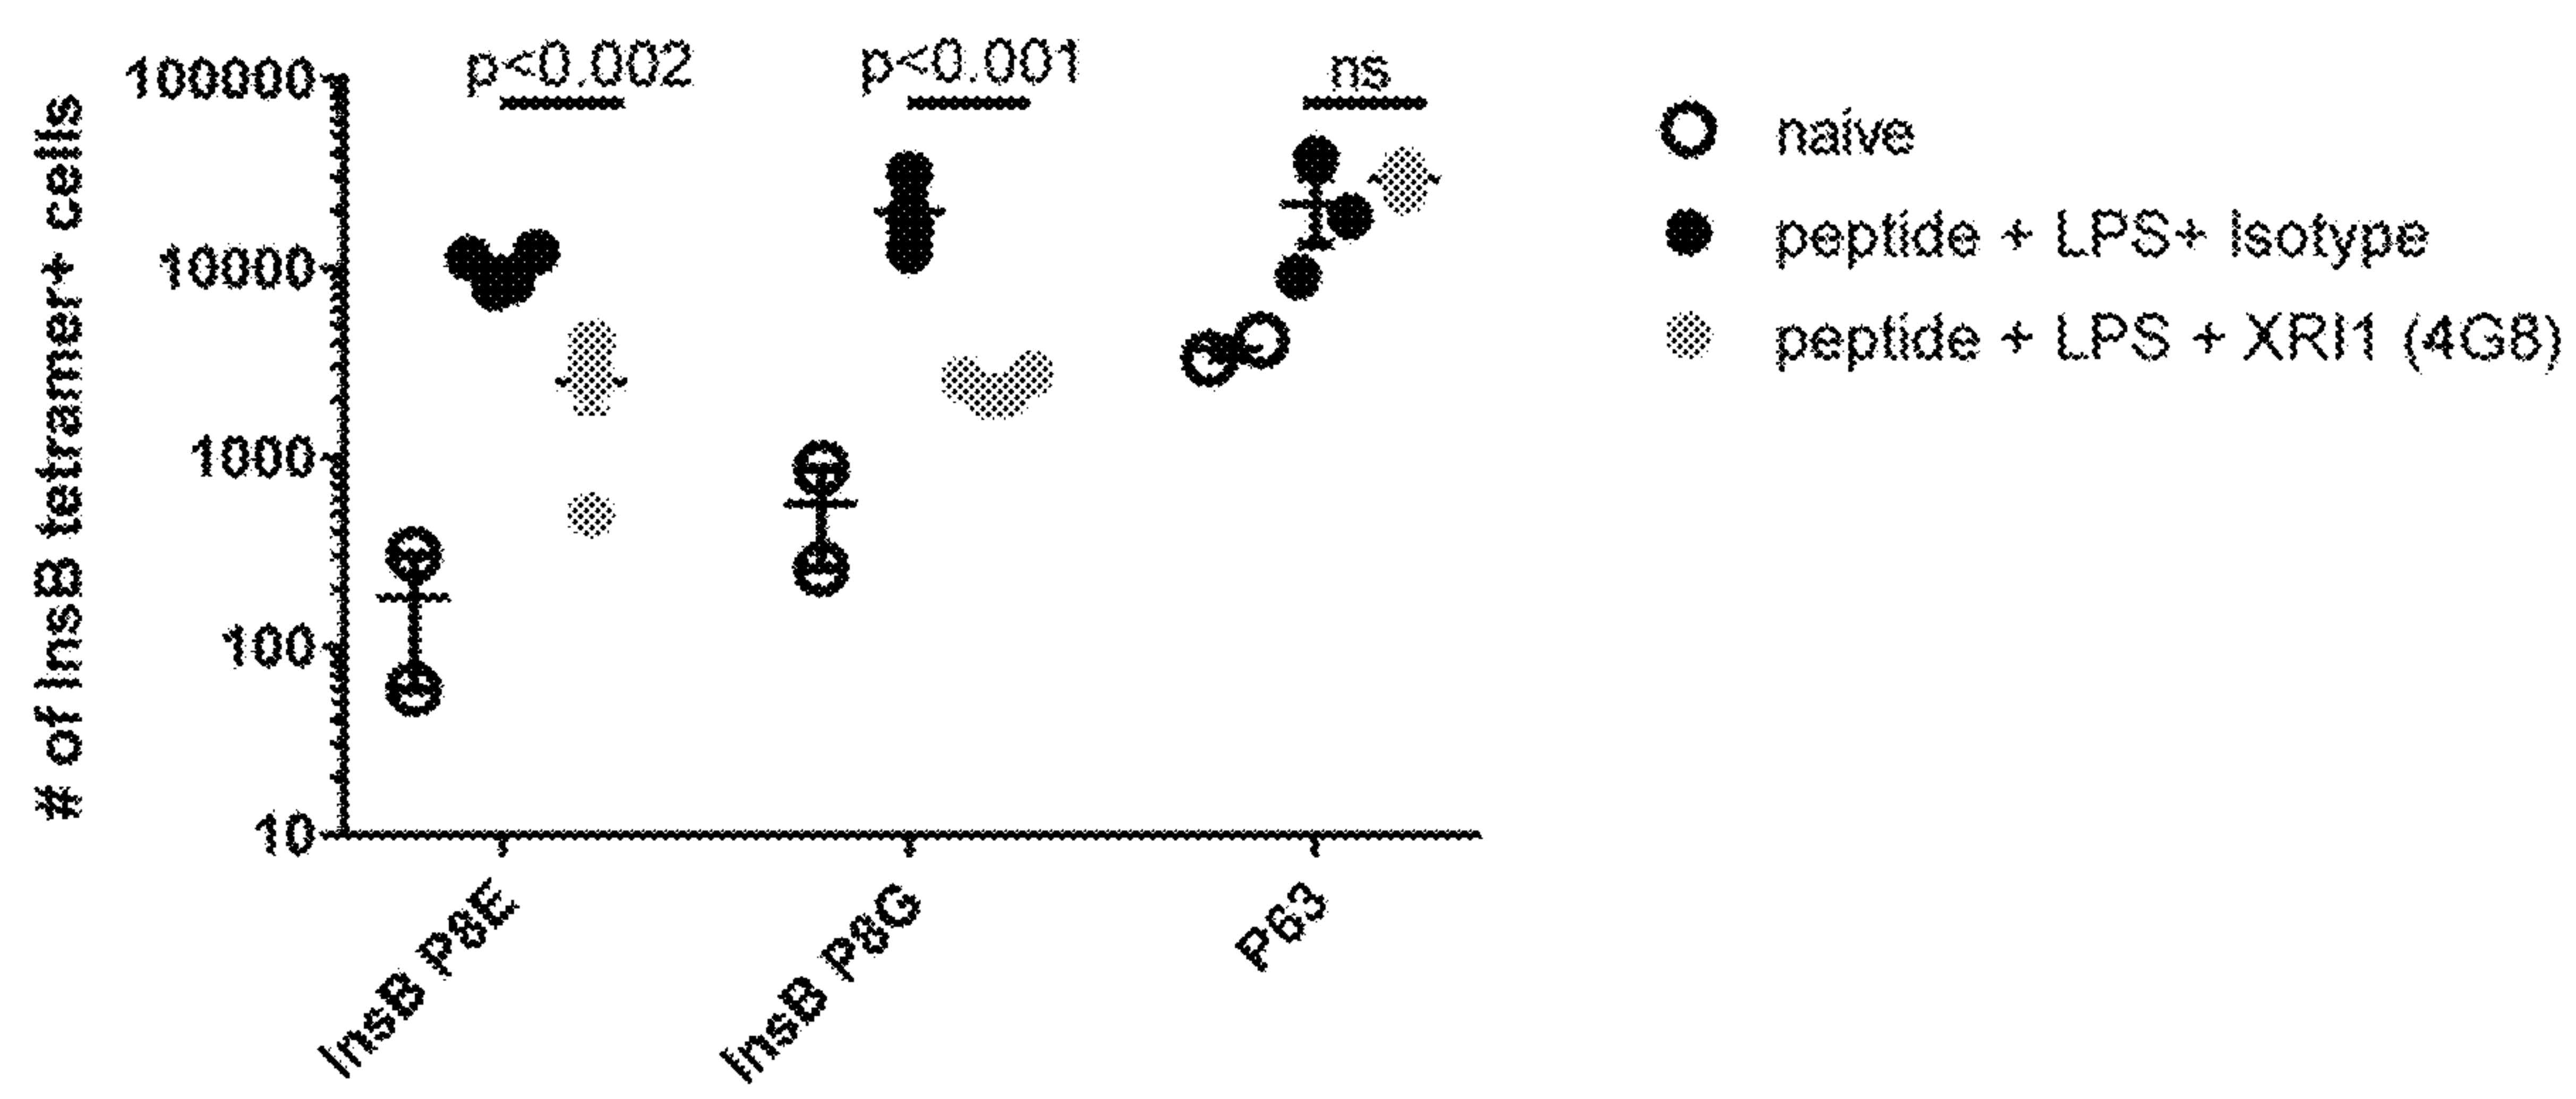 p<0.002
p<0.001
ns
100000
10000
1000
100
10
# of InsB tetramer+ cells
InsB P8E
InsB P8G
P63
naive
peptide + LPS+ Isotype
peptide + LPS + XRI1 (4G8)